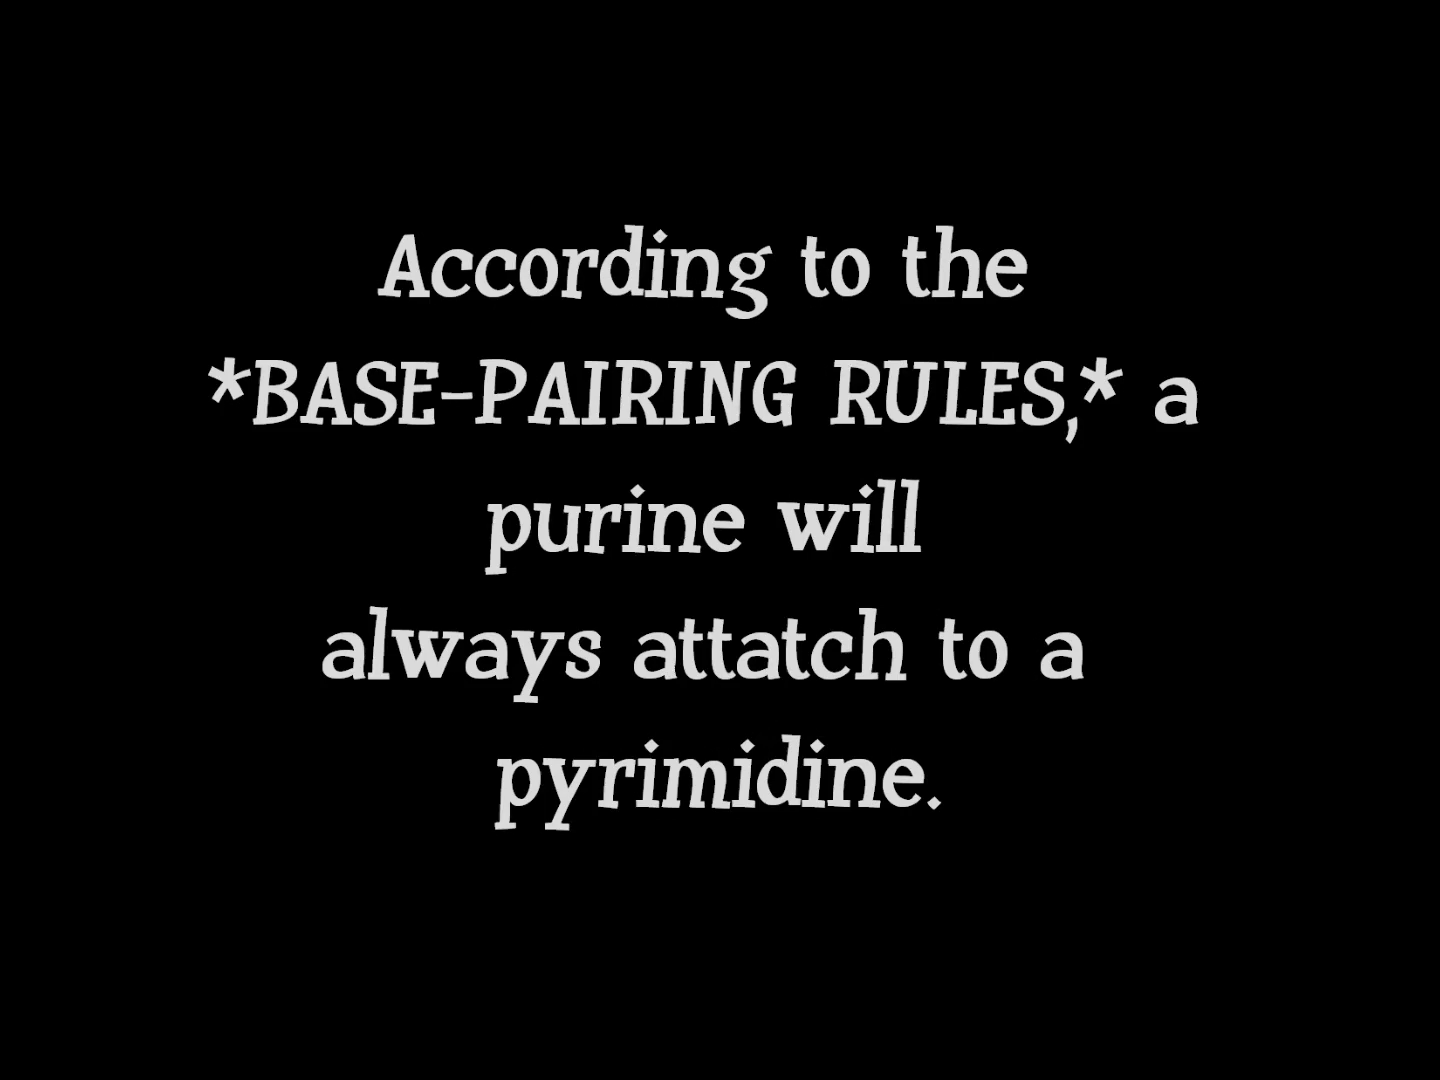 According to the
*BASE-PAIRING RULES,* a
purine will
always attatch to a
pyrimidine.